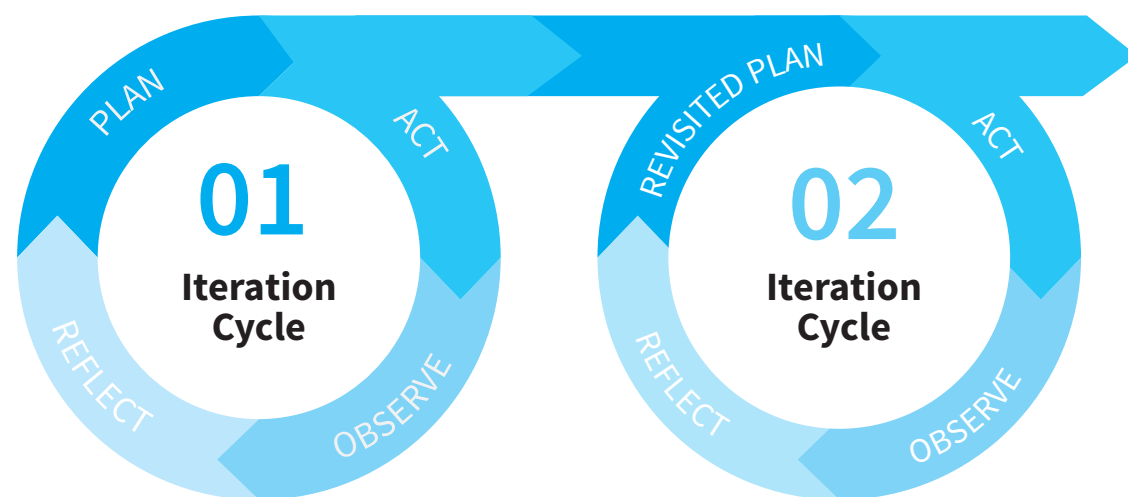 PLAN
ACT
OBSERVE
REFLECT
01
Iteration
Cycle
REVISITED PLAN
ACT
OBSERVE
REFLECT
02
Iteration
Cycle